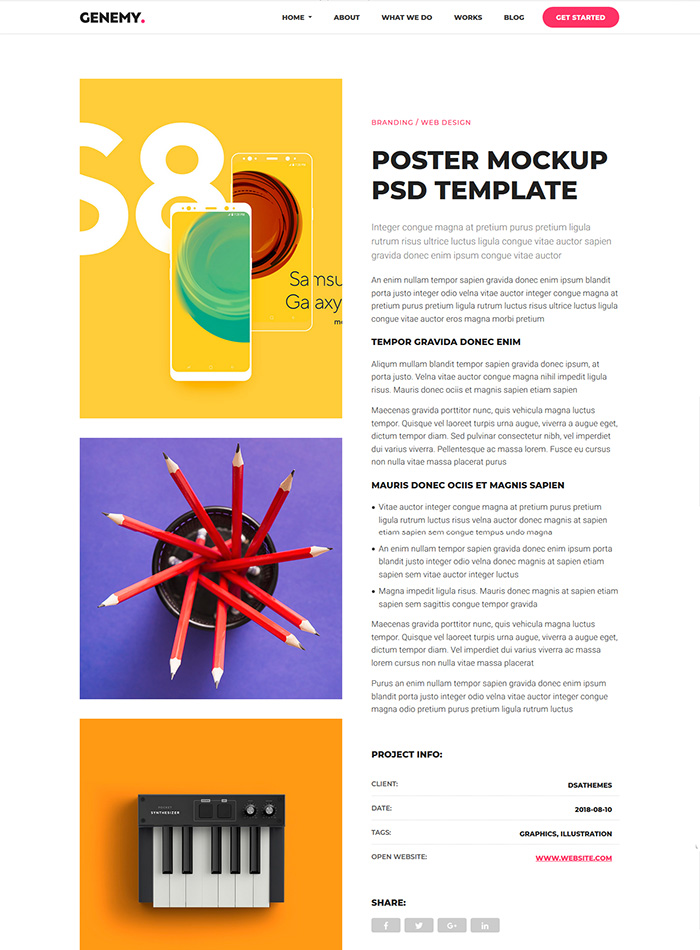 GENEMY.
HOME
ABOUT
WHAT WE DO
WORKS
BLOG
GET STARTED
S8
Samsu
Galaxy
BRANDING / WEB DESIGN
POSTER MOCKUP
PSD TEMPLATE
Integer congue magna at pretium purus pretium ligula
rutrum risus ultrice luctus ligula congue vitae auctor sapien
gravida donec enim ipsum congue vitae auctor
An enim nullam tempor sapien gravida donec enim ipsum blandit
porta justo integer odio velna vitae auctor integer congue magna at
pretium purus pretium ligula rutrum luctus risus ultrice luctus ligula
congue vitae auctor eros magna morbi pretium
TEMPOR GRAVIDA DONEC ENIM
Aliqum mullam blandit tempor sapien gravida donec ipsum, at
porta justo. Velna vitae auctor congue magna nihil impedit ligula
risus. Mauris donec ociis et magnis sapien etiam sapien
Maecenas gravida porttitor nunc, quis vehicula magna luctus
tempor. Quisque vel laoreet turpis urna augue, viverra a augue eget,
dictum tempor diam. Sed pulvinar consectetur nibh, vel imperdiet
dui varius viverra. Pellentesque ac massa lorem. Fusce eu cursus
non nulla vitae massa placerat purus
MAURIS DONEC OCIIS ET MAGNIS SAPIEN
• Vitae auctor integer congue magna at pretium purus pretium
ligula rutrum luctus risus velna auctor donec magnis at sapien
etiam sapien sem congue tempus undo magna
• An enim nullam tempor sapien gravida donec enim ipsum porta
blandit justo integer odio velna donec magnis at sapien etiam
sapien sem vitae auctor integer luctus
• Magna impedit ligula risus. Mauris donec magnis at sapien etiam
sapien sem sagittis congue tempor gravida
Maecenas gravida porttitor nunc, quis vehicula magna luctus
tempor. Quisque vel laoreet turpis urna augue, viverra a augue eget,
dictum tempor diam. Vel imperdiet dui varius viverra ac massa
lorem cursus non nulla vitae massa placerat
Purus an enim nullam tempor sapien gravida donec enim ipsum
blandit porta justo integer odio velna vitae auctor integer congue
magna odio pretium purus pretium ligula rutrum luctus
SYNTHESIZER
PROJECT INFO:
CLIENT: DSATHEMES
DATE: 2018-08-10
TAGS: GRAPHICS, ILLUSTRATION
OPEN WEBSITE: WWW.WEBSITE.COM
SHARE: